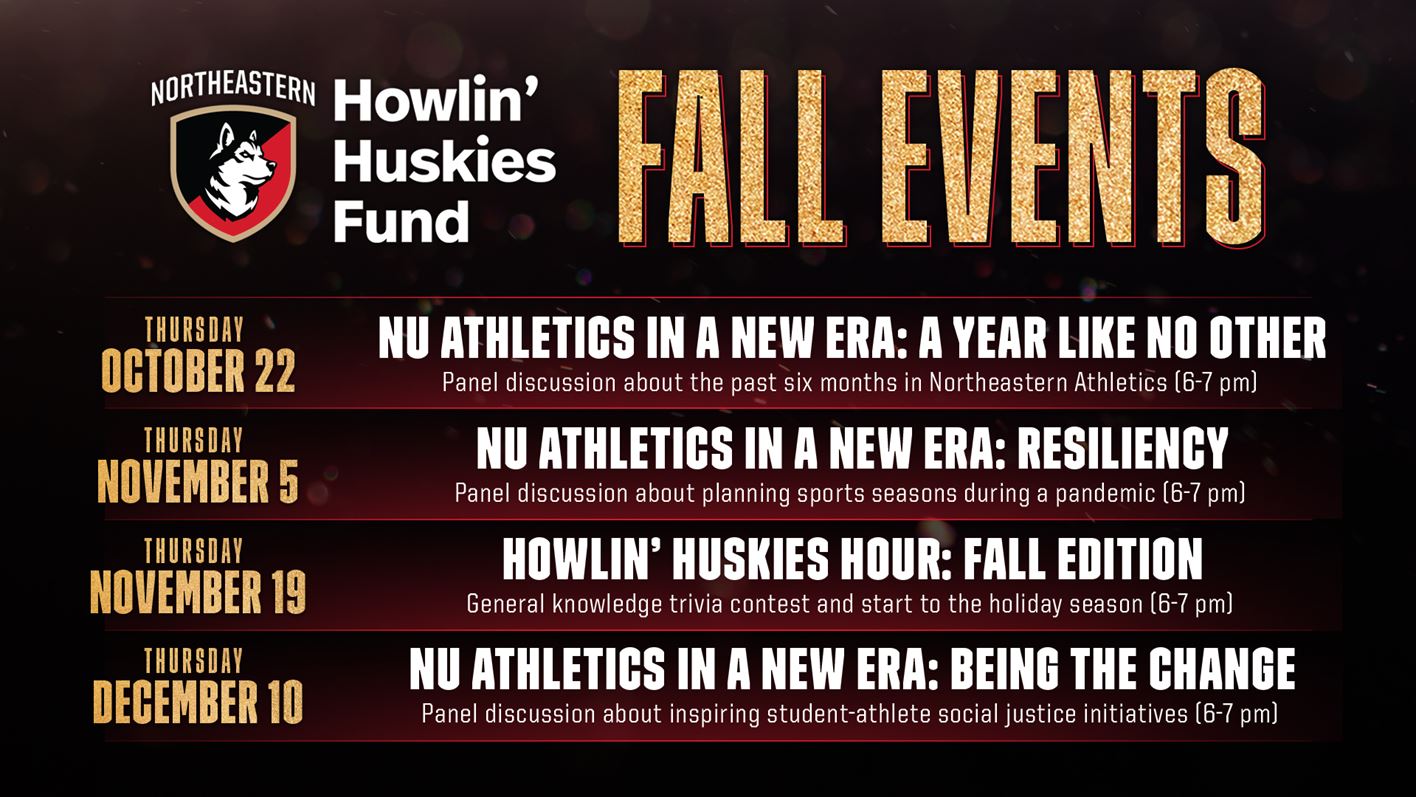 NORTHEASTERN
Howlin’
Huskies
Fund
FALL EVENTS
THURSDAY
OCTOBER 22
NU ATHLETICS IN A NEW ERA: A YEAR LIKE NO OTHER
Panel discussion about the past six months in Northeastern Athletics (6-7 pm)
THURSDAY
NOVEMBER 5
NU ATHLETICS IN A NEW ERA: RESILIENCY
Panel discussion about planning sports seasons during a pandemic (6-7 pm)
THURSDAY
NOVEMBER 19
HOWLIN’ HUSKIES HOUR: FALL EDITION
General knowledge trivia contest and start to the holiday season (6-7 pm)
THURSDAY
DECEMBER 10
NU ATHLETICS IN A NEW ERA: BEING THE CHANGE
Panel discussion about inspiring student-athlete social justice initiatives (6-7 pm)